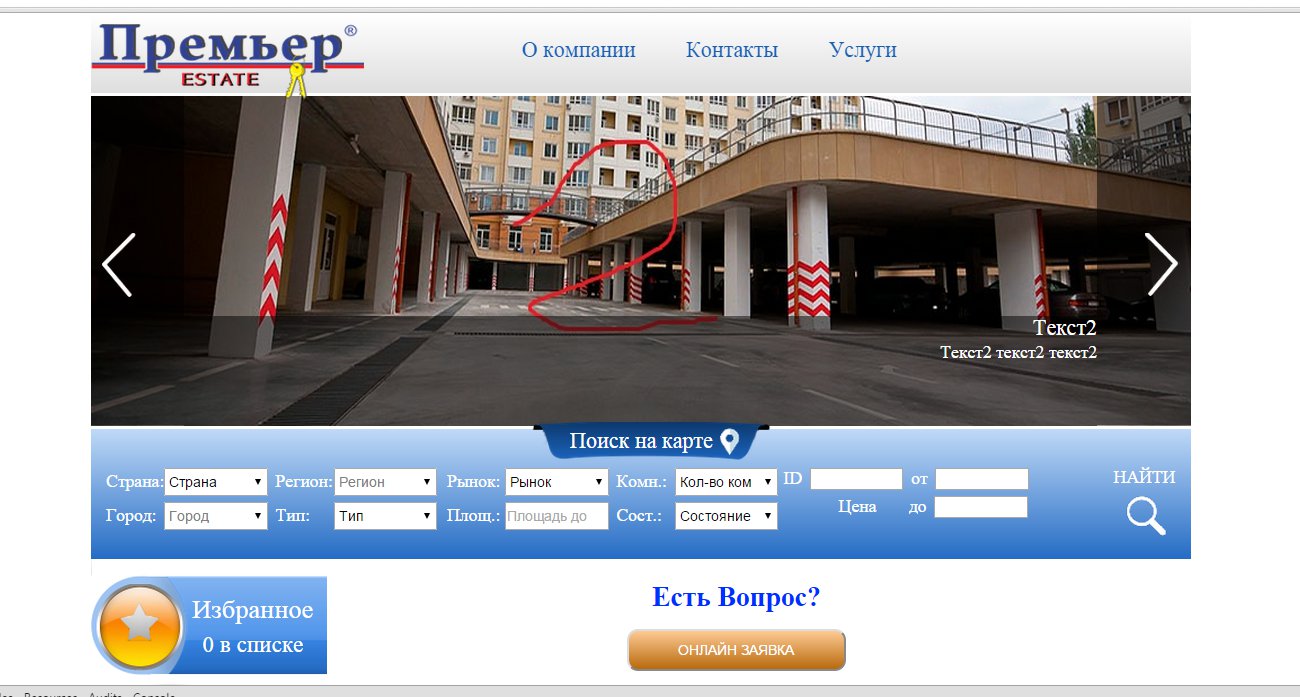 Премьер®
ESTATE
О компании Контакты Услуги
2
Текст2
Текст2 текст2 текст2
Поиск на карте
Страна: Страна Регион: Регион Рынок: Рынок Комн.: Кол-во ком ID от НАЙТИ
Город: Город Тип: Тип Площ.: Площадь до Сост.: Состояние Цена до
Избранное
0 в списке
Есть Вопрос?
ОНЛАЙН ЗАЯВКА
Resources Audits Console